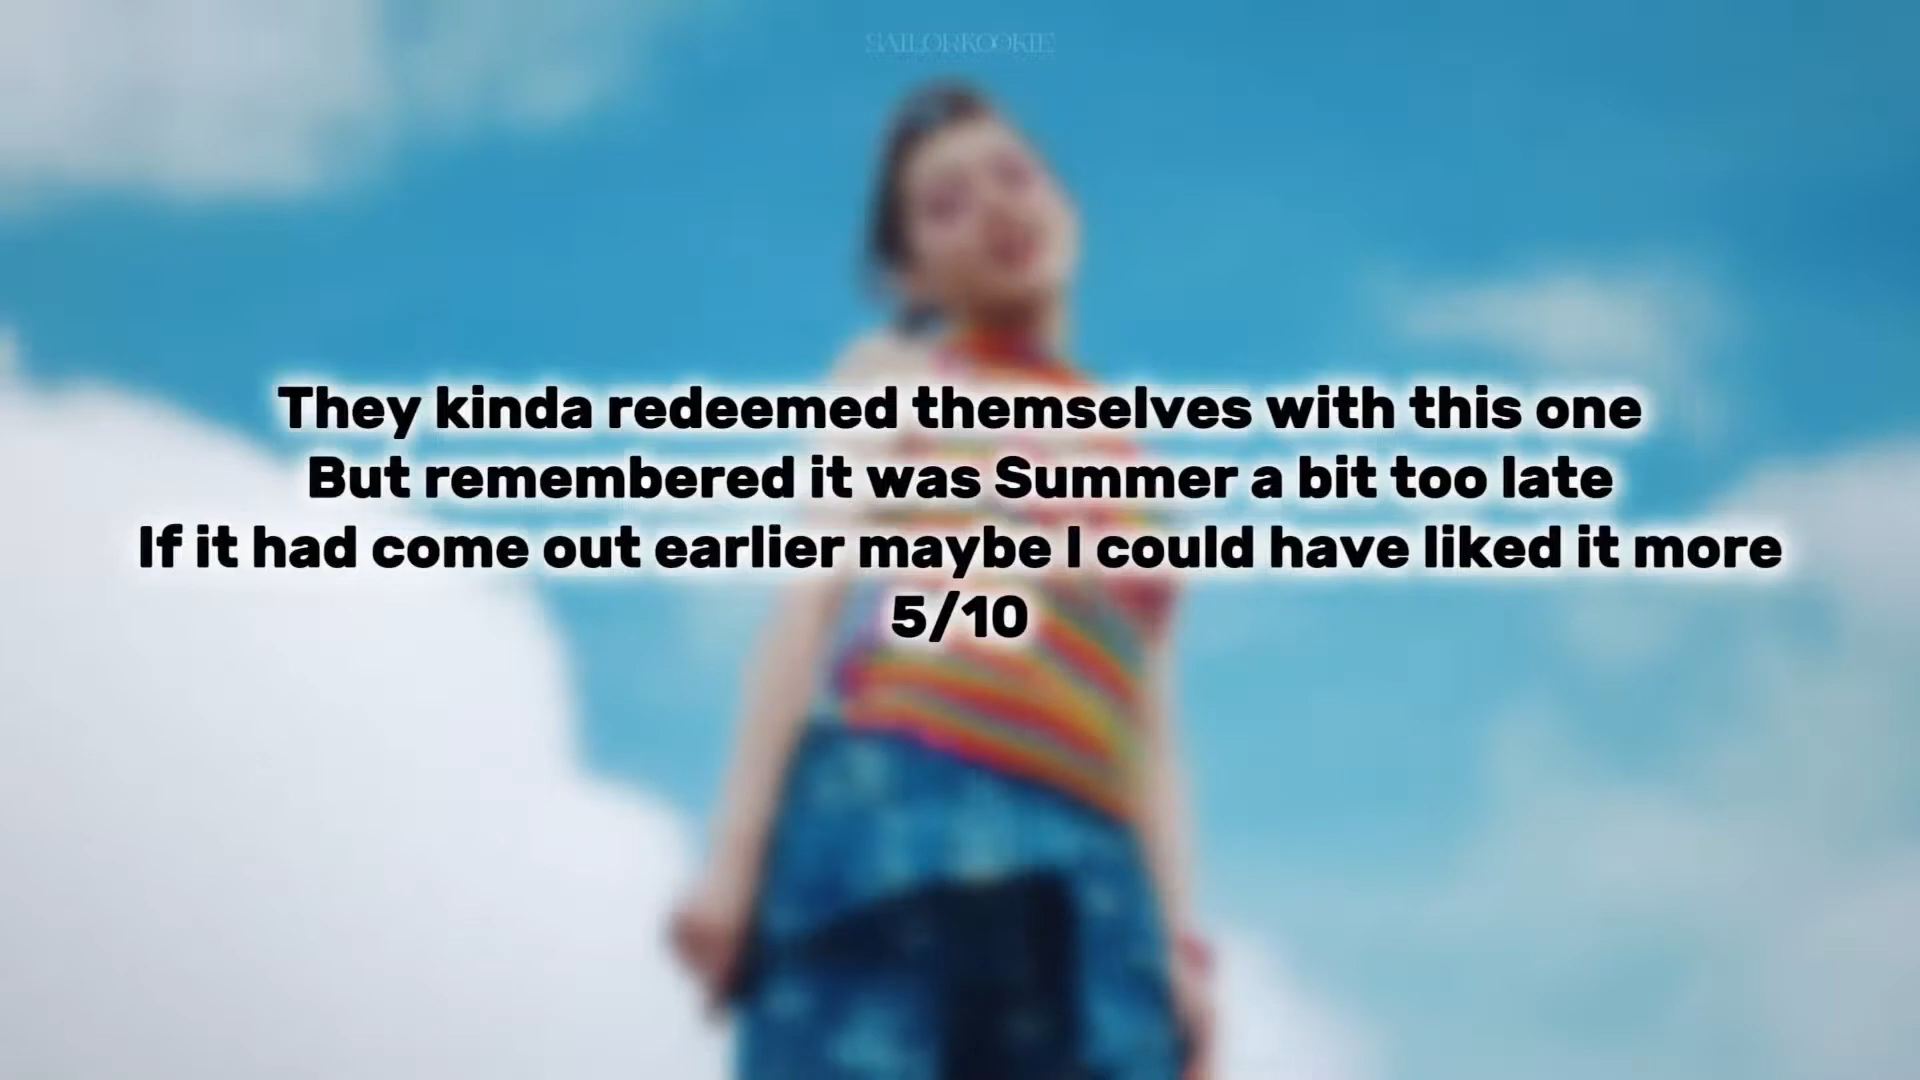 SAILORKOOKIE
They kinda redeemed themselves with this one
But remembered it was Summer a bit too late
If it had come out earlier maybe I could have liked it more
5/10